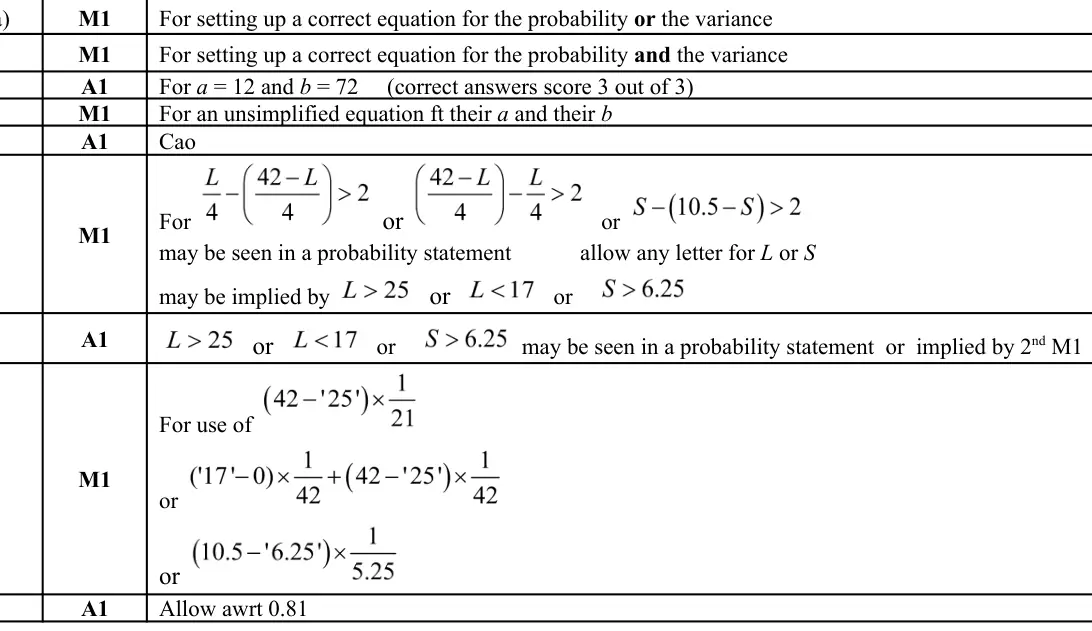 a) M1 For setting up a correct equation for the probability or the variance
M1 For setting up a correct equation for the probability and the variance
A1 For a = 12 and b = 72 (correct answers score 3 out of 3)
M1 For an unsimplified equation ft their a and their b
A1 Cao
M1 For L/4 − ((42 − L)/4) > 2 or ((42 − L)/4) − L/4 > 2 or S − (10.5 − S) > 2
may be seen in a probability statement allow any letter for L or S
may be implied by L > 25 or L < 17 or S > 6.25
A1 L > 25 or L < 17 or S > 6.25 may be seen in a probability statement or implied by 2nd M1
M1 For use of (42 − '25') × 1/21
or ('17' − 0) × 1/42 + (42 − '25') × 1/42
or (10.5 − '6.25') × 1/5.25
A1 Allow awrt 0.81